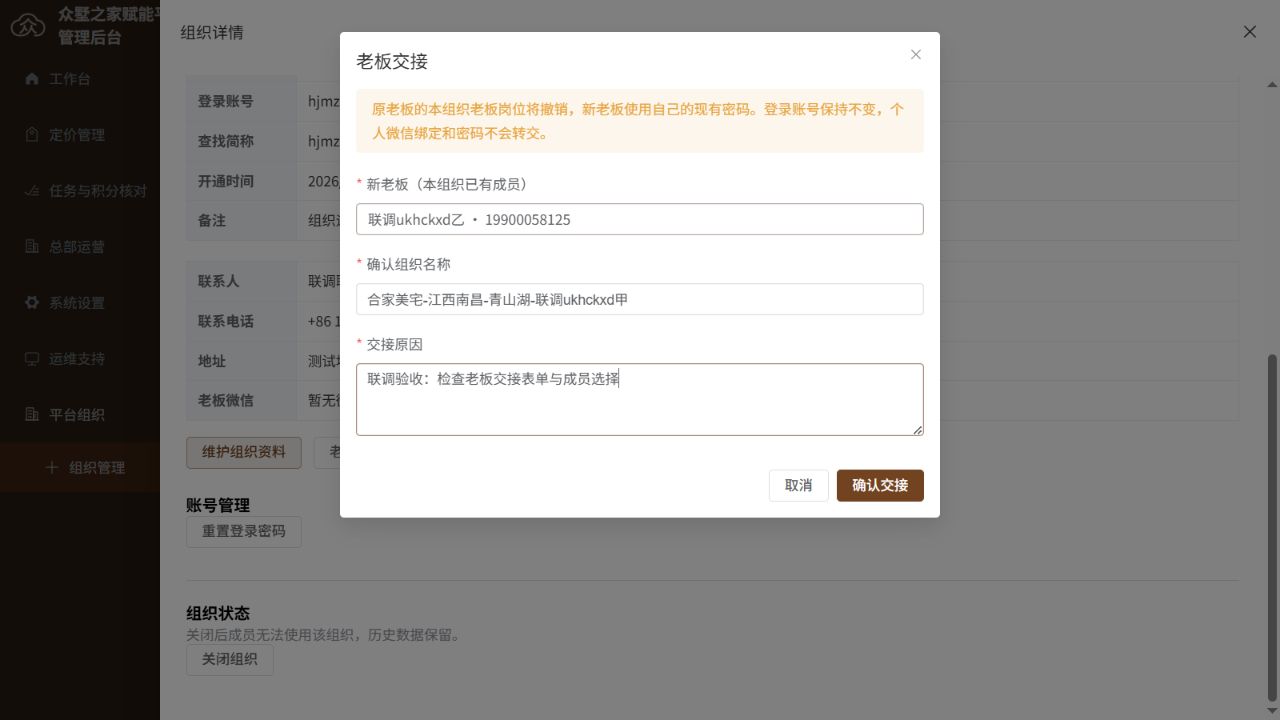 众墅之家赋能平
管理后台
工作台
定价管理
任务与积分核对
总部运营
系统设置
运维支持
平台组织
组织管理
组织详情
登录账号 hjmz
查找简称 hjmz
开通时间 2026
备注
联系人
联系电话 +86 1
地址
老板微信
维护组织资料
账号管理
重置登录密码
组织状态
关闭后成员无法使用该组织，历史数据保留。
关闭组织
老板交接
原老板的本组织老板岗位将撤销，新老板使用自己的现有密码。登录账号保持不变，个
人微信绑定和密码不会转交。
* 新老板（本组织已有成员）
联调ukhckxd乙 · 19900058125
* 确认组织名称
合家美宅-江西南昌-青山湖-联调ukhckxd甲
* 交接原因
联调验收：检查老板交接表单与成员选择
取消 确认交接